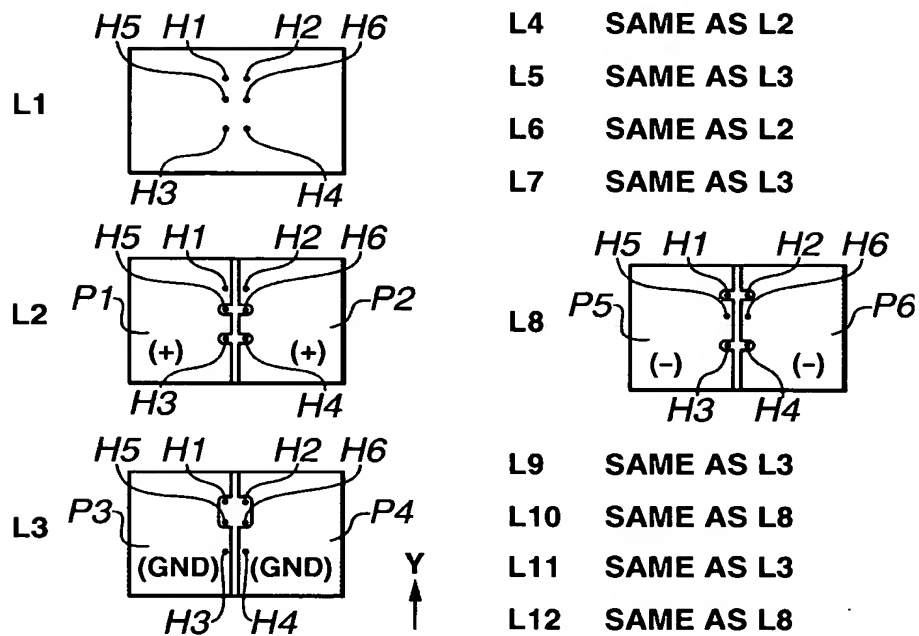 H5 H1 H2 H6
L1
H3 H4
H5 H1 H2 H6
P1 P2
L2
(+) (+)
H3 H4
H5 H1 H2 H6
L3 P3 P4
(GND) (GND)
H3 H4
Y
L4 SAME AS L2
L5 SAME AS L3
L6 SAME AS L2
L7 SAME AS L3
H5 H1 H2 H6
L8 P5 P6
(-) (-)
H3 H4
L9 SAME AS L3
L10 SAME AS L8
L11 SAME AS L3
L12 SAME AS L8